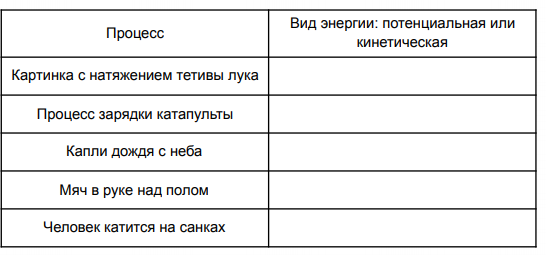 Процесс
Вид энергии: потенциальная или
кинетическая
Картинка с натяжением тетивы лука
Процесс зарядки катапульты
Капли дождя с неба
Мяч в руке над полом
Человек катится на санках